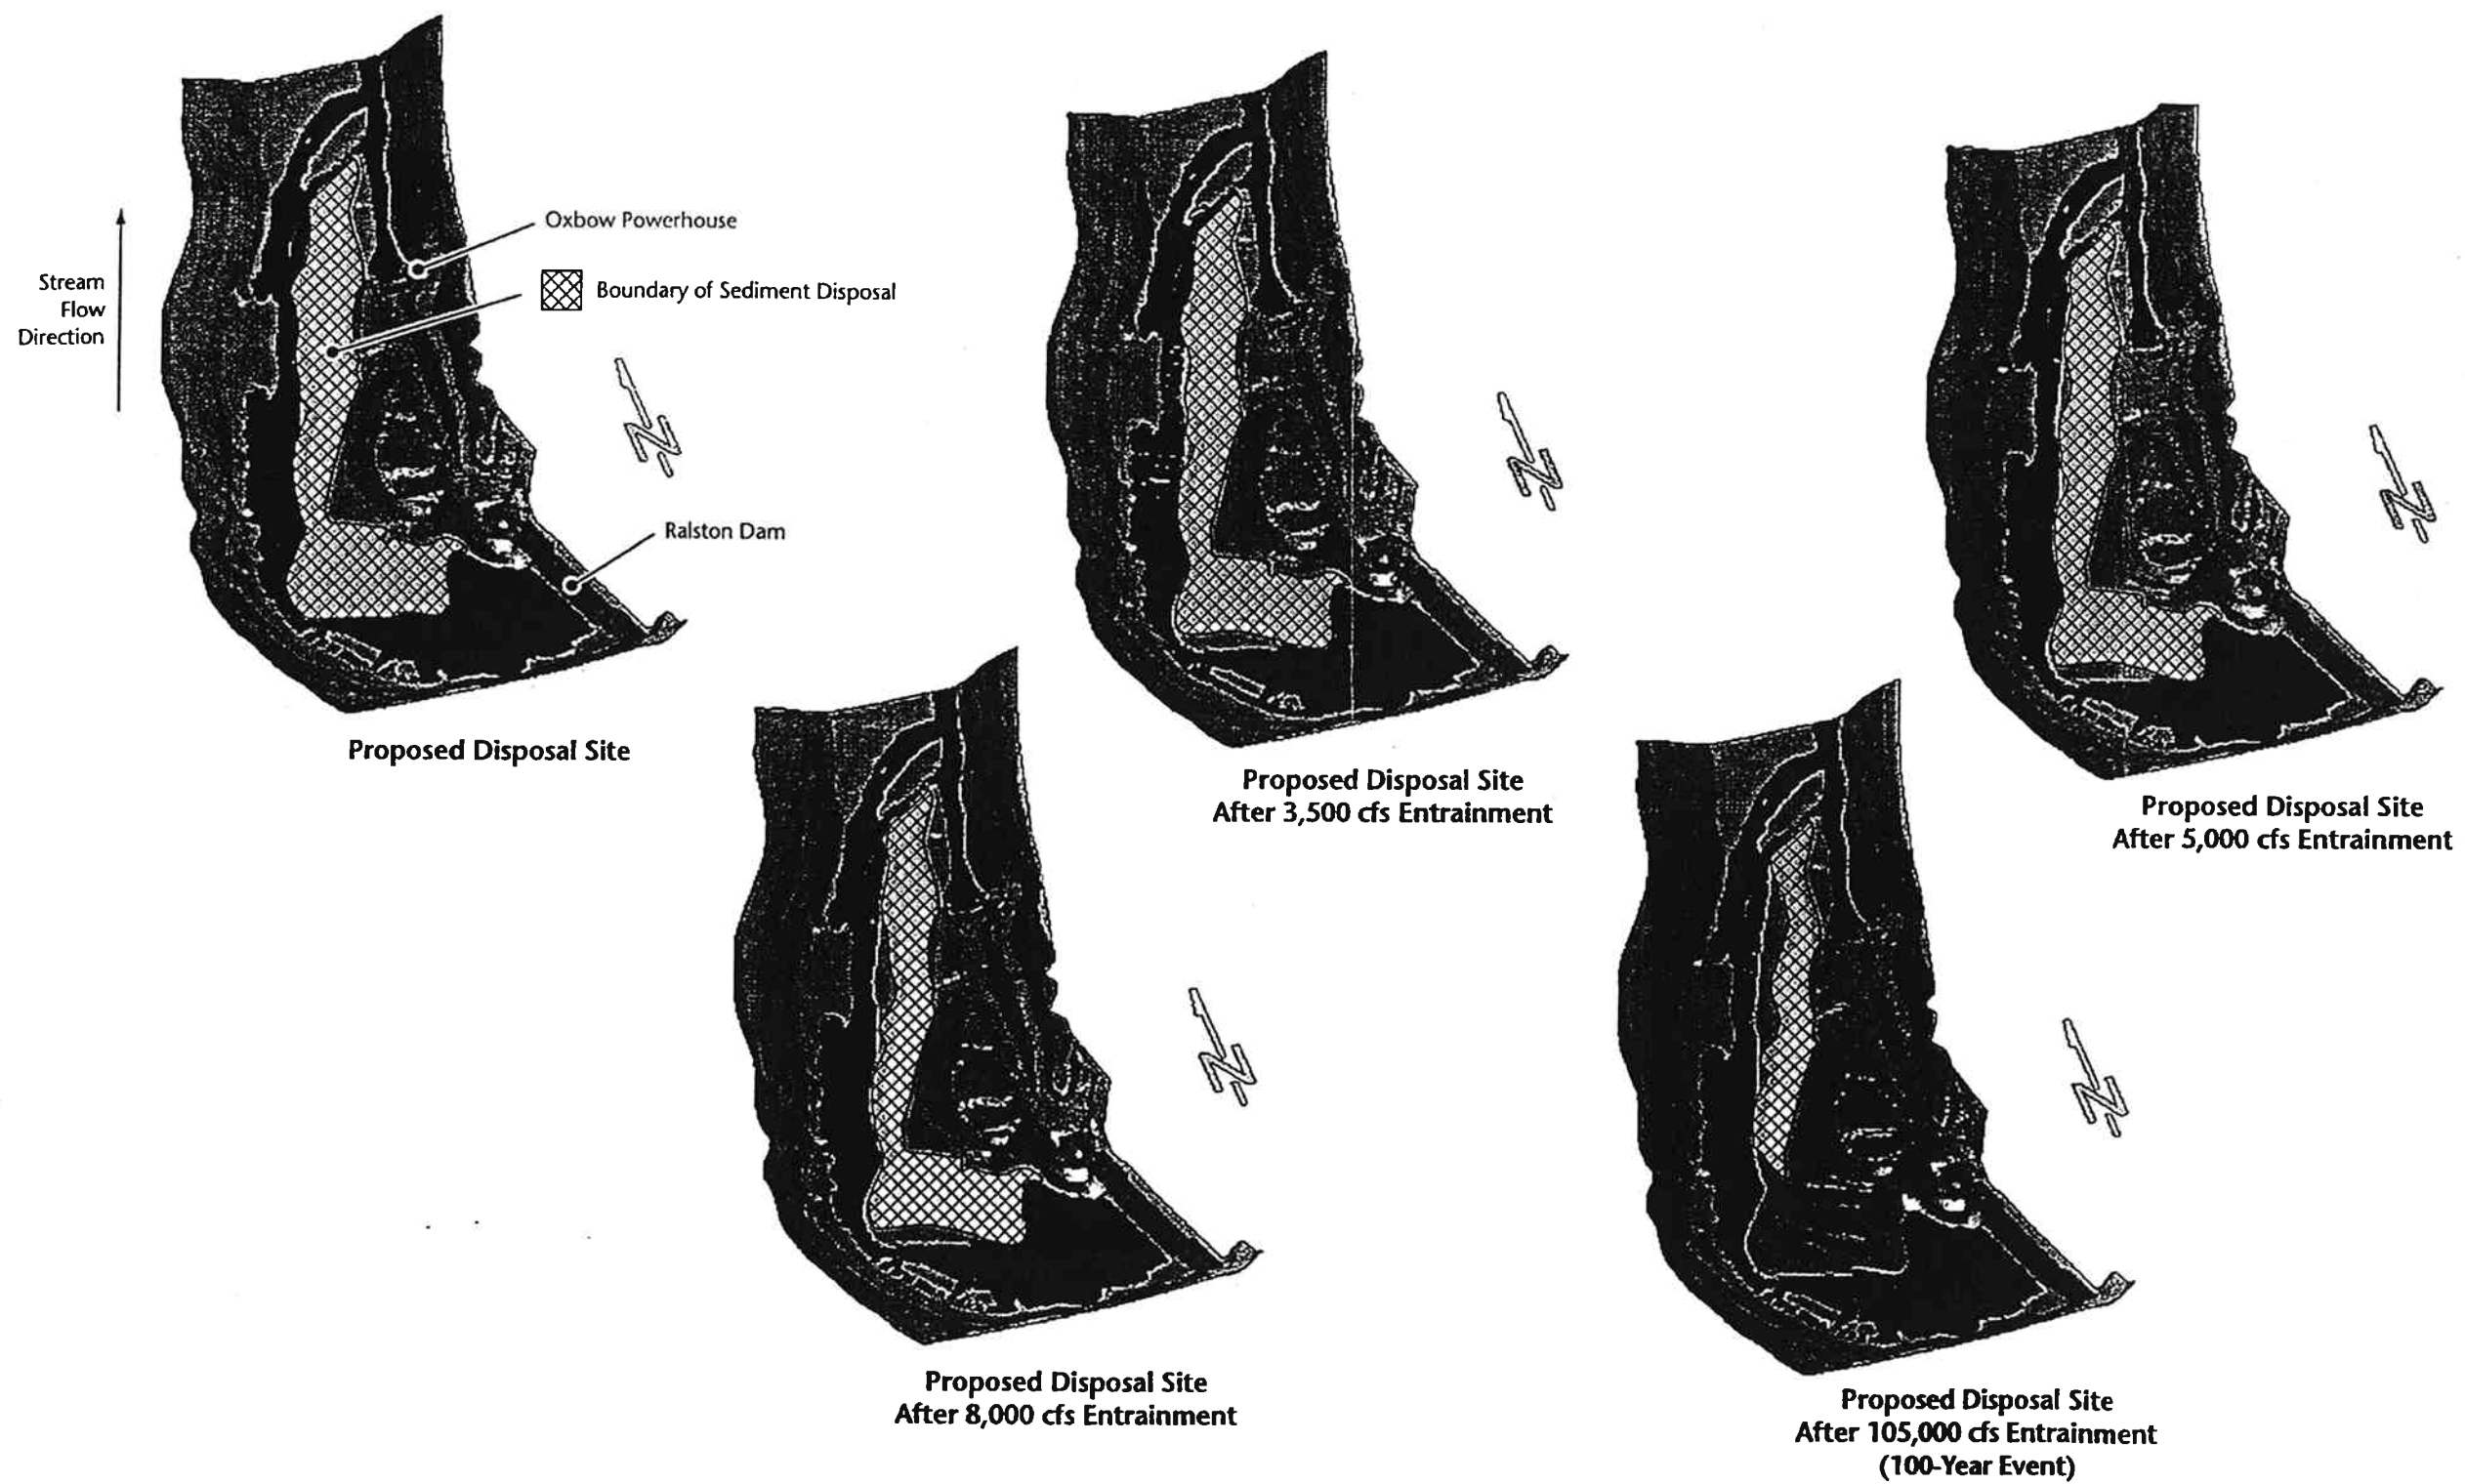 Oxbow Powerhouse
Boundary of Sediment Disposal
Stream
Flow
Direction
N
Ralston Dam
Proposed Disposal Site
N
Proposed Disposal Site
After 3,500 cfs Entrainment
N
Proposed Disposal Site
After 5,000 cfs Entrainment
N
Proposed Disposal Site
After 8,000 cfs Entrainment
N
Proposed Disposal Site
After 105,000 cfs Entrainment
(100-Year Event)